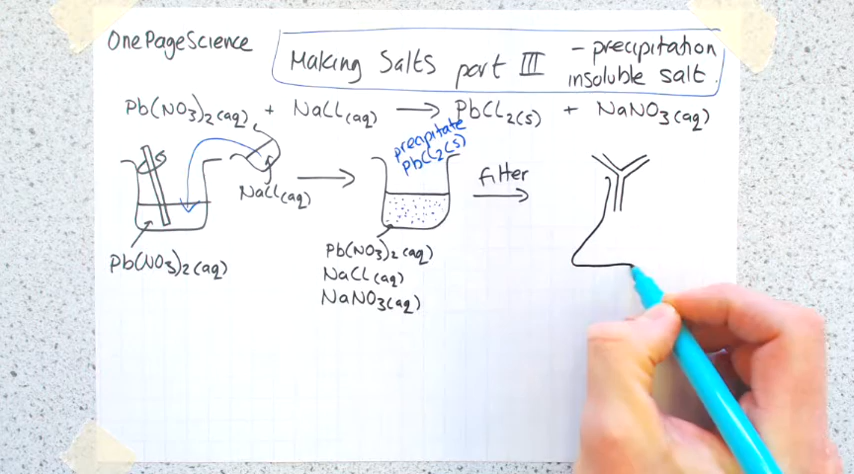 OnePageScience
Making Salts part III
- precipitation
insoluble salt.
Pb(NO3)2(aq) + NaCl(aq) → PbCl2(s) + NaNO3(aq)
precipitate
PbCl2(s)
filter
NaCl(aq)
Pb(NO3)2(aq)
Pb(NO3)2(aq)
NaCl(aq)
NaNO3(aq)